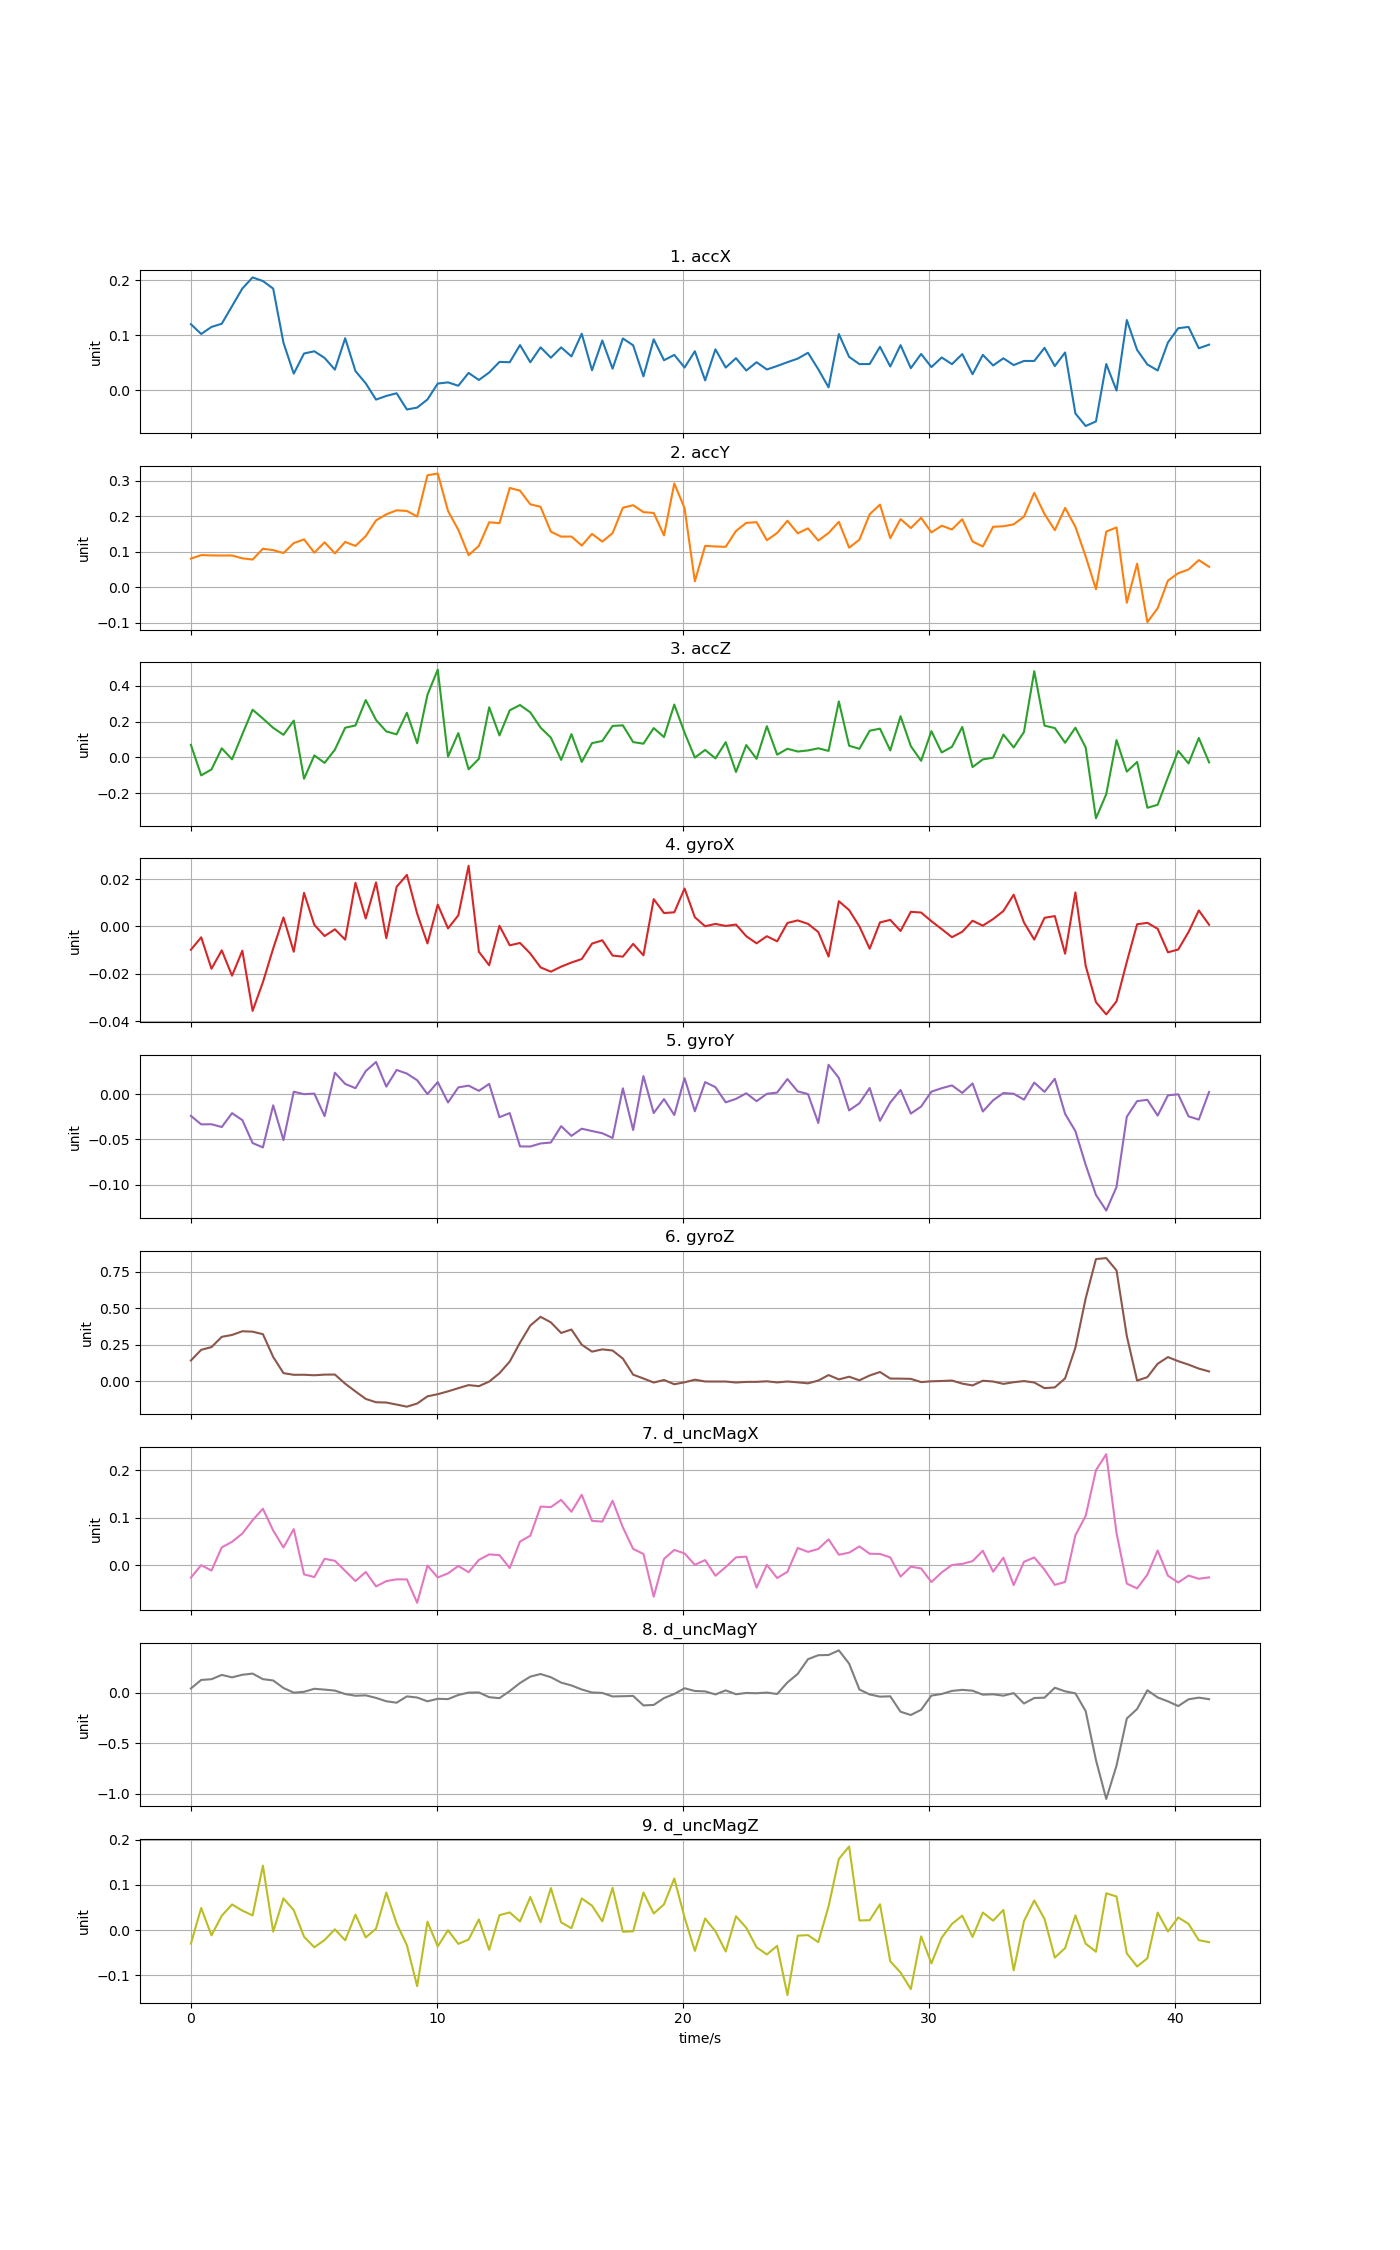 1. accX
0.2
0.1
0.0
unit
2. accY
0.3
0.2
0.1
0.0
−0.1
unit
3. accZ
0.4
0.2
0.0
−0.2
unit
4. gyroX
0.02
0.00
−0.02
−0.04
unit
5. gyroY
0.00
−0.05
−0.10
unit
6. gyroZ
0.75
0.50
0.25
0.00
unit
7. d_uncMagX
0.2
0.1
0.0
unit
8. d_uncMagY
0.0
−0.5
−1.0
unit
9. d_uncMagZ
0.2
0.1
0.0
−0.1
unit
0 10 20 30 40
time/s